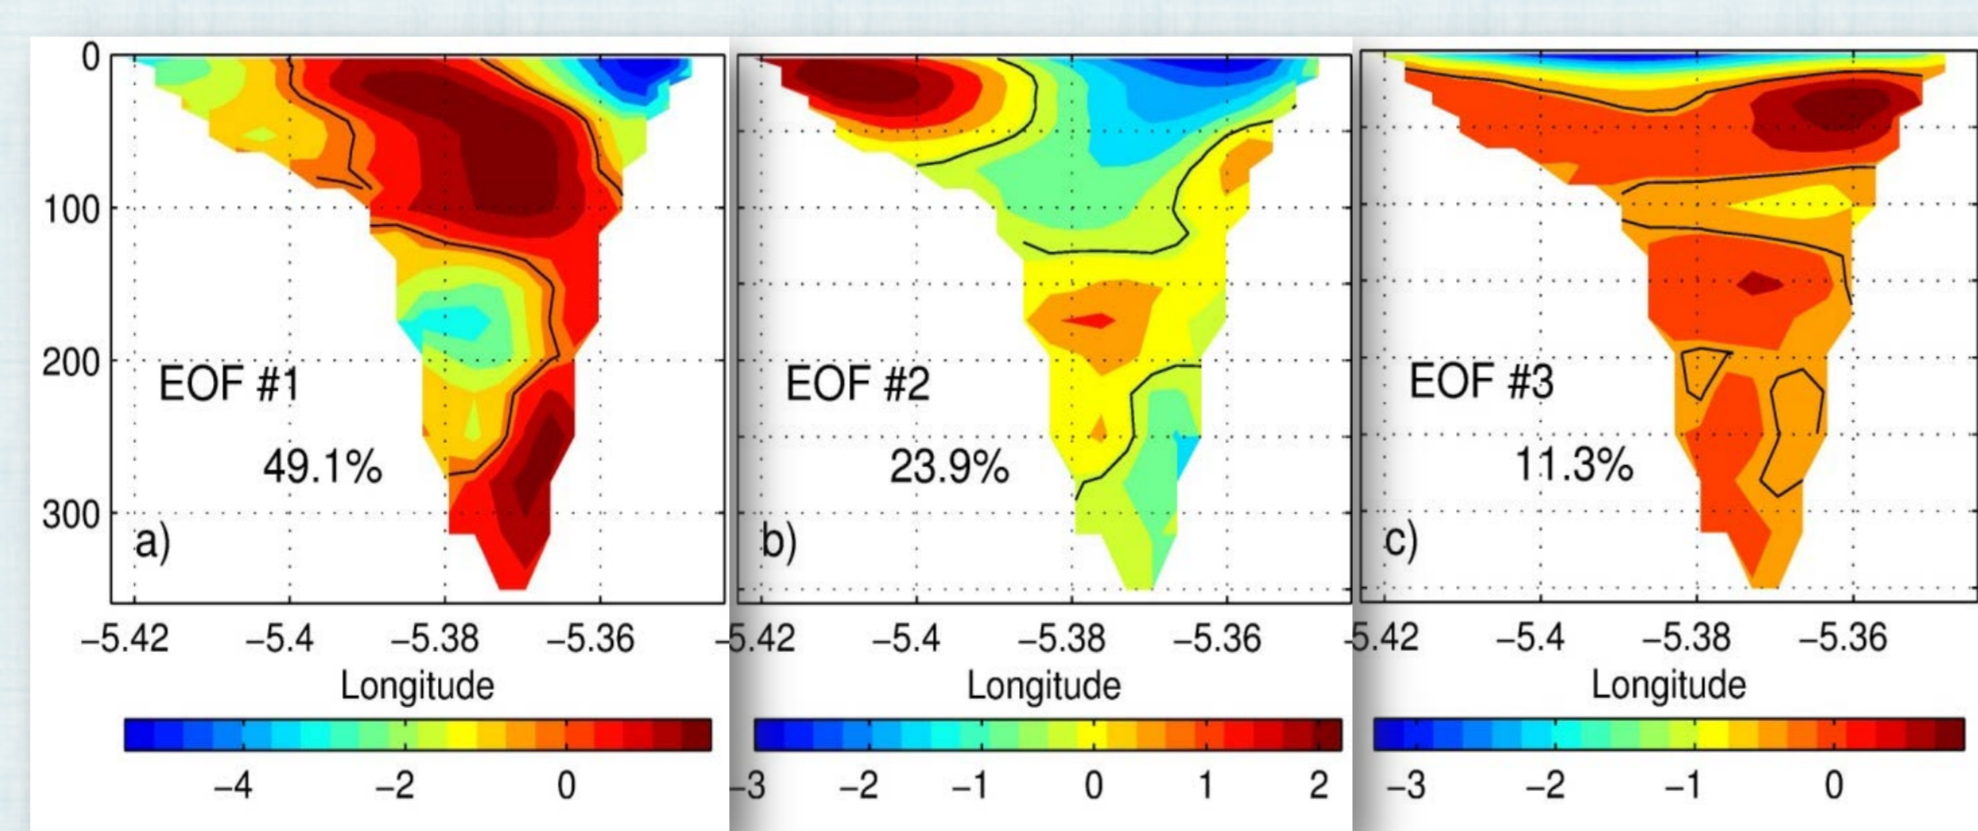 0
100
200
300
EOF #1
49.1%
a)
−5.42 −5.4 −5.38 −5.36
Longitude
−4 −2 0
EOF #2
23.9%
b)
5.42 −5.4 −5.38 −5.36
Longitude
−3 −2 −1 0 1 2
EOF #3
11.3%
c)
5.42 −5.4 −5.38 −5.36
Longitude
−3 −2 −1 0